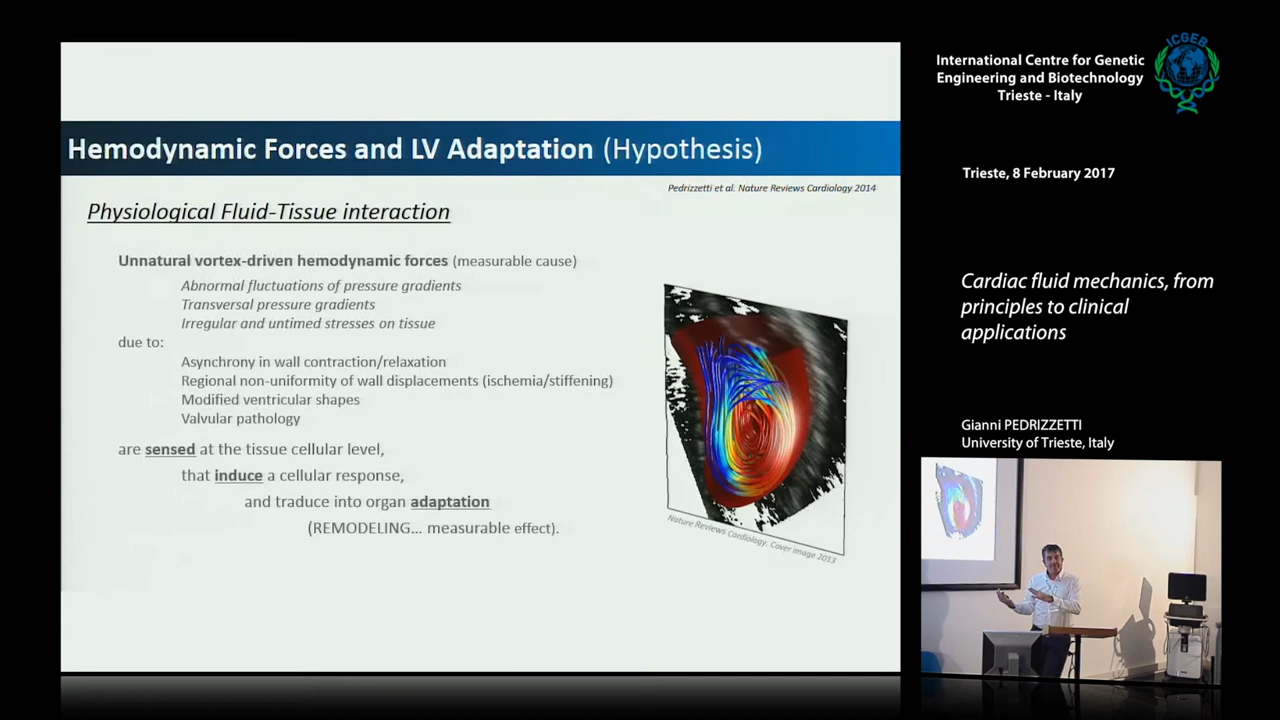 Hemodynamic Forces and LV Adaptation (Hypothesis)
Pedrizzetti et al. Nature Reviews Cardiology 2014
Physiological Fluid-Tissue interaction
Unnatural vortex-driven hemodynamic forces (measurable cause)
Abnormal fluctuations of pressure gradients
Transversal pressure gradients
Irregular and untimed stresses on tissue
due to:
Asynchrony in wall contraction/relaxation
Regional non-uniformity of wall displacements (ischemia/stiffening)
Modified ventricular shapes
Valvular pathology
are sensed at the tissue cellular level,
that induce a cellular response,
and traduce into organ adaptation
(REMODELING... measurable effect).
Nature Reviews Cardiology. Cover image 2013
International Centre for Genetic
Engineering and Biotechnology
Trieste - Italy
ICGEB
Trieste, 8 February 2017
Cardiac fluid mechanics, from
principles to clinical
applications
Gianni PEDRIZZETTI
University of Trieste, Italy